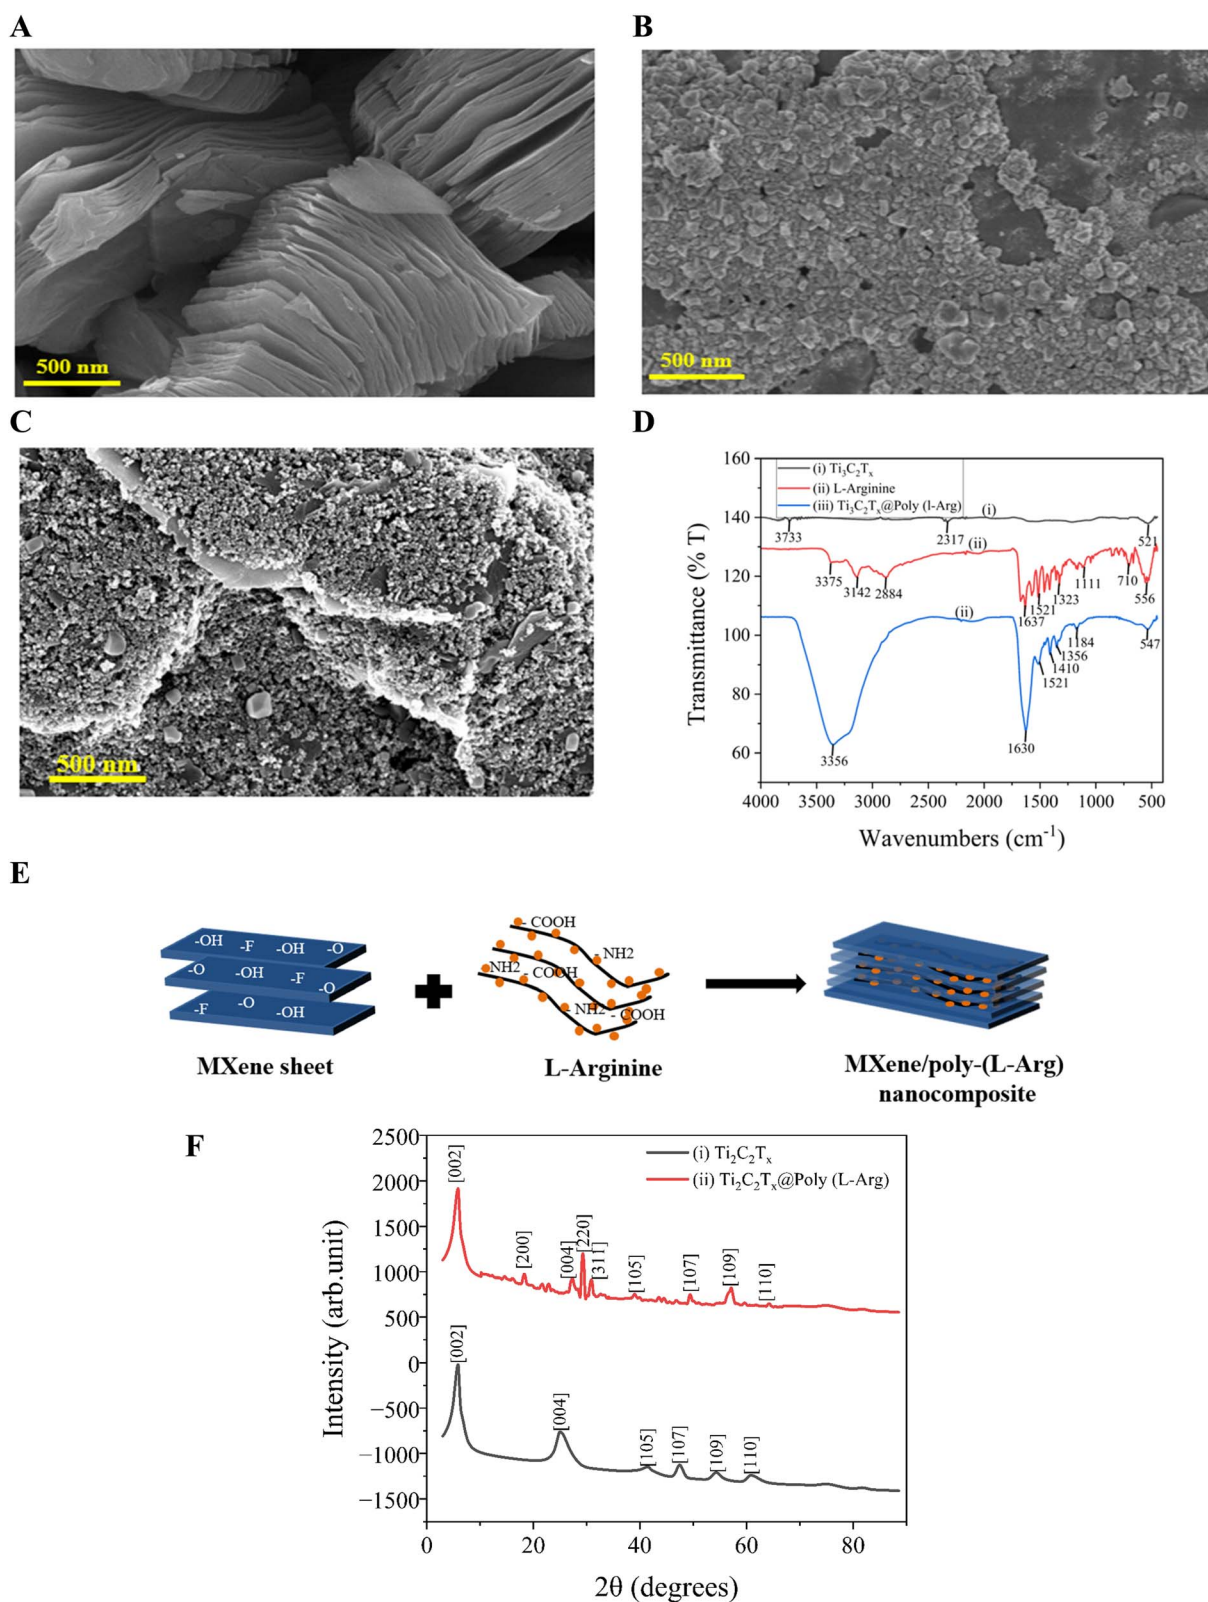 A
B
500 nm
500 nm
C
D
500 nm
160
140
120
100
80
60
Transmittance (% T)
(i) Ti₃C₂Tₓ
(ii) L-Arginine
(iii) Ti₃C₂Tₓ@Poly (l-Arg)
(i)
3733
2317
521
(ii)
3375
3142
2884
1637
1521
1323
1111
710
556
(ii)
3356
1630
1521
1410
1356
1184
547
4000 3500 3000 2500 2000 1500 1000 500
Wavenumbers (cm⁻¹)
E
-OH -F -OH -O
-O -OH -F -O
-F -O -OH
MXene sheet
- COOH
- NH2
NH2 - COOH
- NH2 - COOH
L-Arginine
MXene/poly-(L-Arg)
nanocomposite
F
2500
2000
1500
1000
500
0
−500
−1000
−1500
Intensity (arb.unit)
(i) Ti₂C₂Tₓ
(ii) Ti₂C₂Tₓ@Poly (L-Arg)
[002]
[200]
[004]
[220]
[311]
[105]
[107]
[109]
[110]
[002]
[004]
[105]
[107]
[109]
[110]
0 20 40 60 80
2θ (degrees)